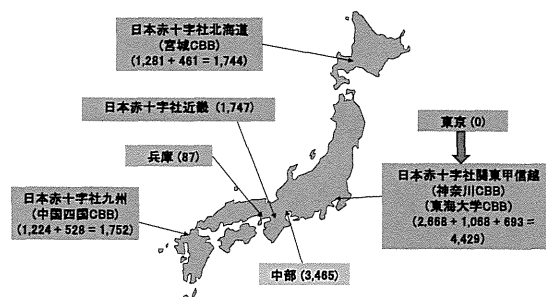 日本赤十字社北海道
(宮城CBB)
(1,281 + 461 = 1,744)
日本赤十字社近畿 (1,747)
兵庫 (87)
日本赤十字社九州
(中国四国CBB)
(1,224 + 528 = 1,752)
中部 (3,465)
東京 (0)
日本赤十字社関東甲信越
(神奈川CBB)
(東海大学CBB)
(2,668 + 1,068 + 693 =
4,429)